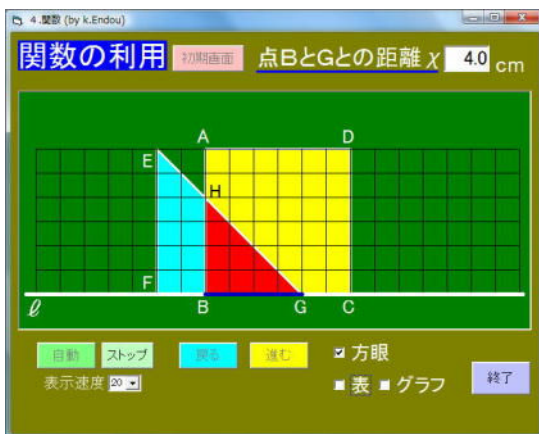 4.関数 (by k.Endou)
関数の利用 初期画面 点BとGとの距離 χ 4.0 cm
A D
E
H
F
ℓ B G C
自動 ストップ 戻る 進む ☑ 方眼
表示速度 20 表 グラフ 終了